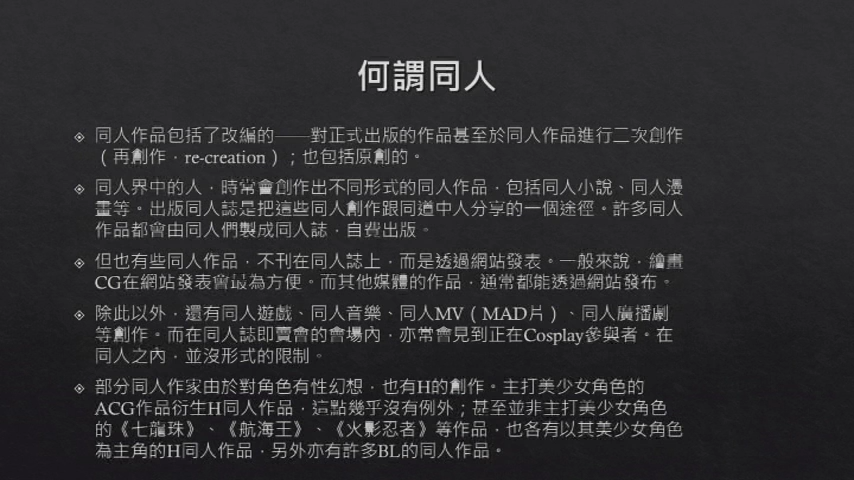 何謂同人
同人作品包括了改編的——對正式出版的作品甚至於同人作品進行二次創作
（再創作，re-creation）；也包括原創的。
同人界中的人，時常會創作出不同形式的同人作品，包括同人小說、同人漫
畫等。出版同人誌是把這些同人創作跟同道中人分享的一個途徑。許多同人
作品都會由同人們製成同人誌，自費出版。
但也有些同人作品，不刊在同人誌上，而是透過網站發表。一般來說，繪畫
CG在網站發表會最為方便。而其他媒體的作品，通常都能透過網站發布。
除此以外，還有同人遊戲、同人音樂、同人MV（MAD片）、同人廣播劇
等創作。而在同人誌即賣會的會場內，亦常會見到正在Cosplay參與者。在
同人之內，並沒形式的限制。
部分同人作家由於對角色有性幻想，也有H的創作。主打美少女角色的
ACG作品衍生H同人作品，這點幾乎沒有例外；甚至並非主打美少女角色
的《七龍珠》、《航海王》、《火影忍者》等作品，也各有以其美少女角色
為主角的H同人作品，另外亦有許多BL的同人作品。